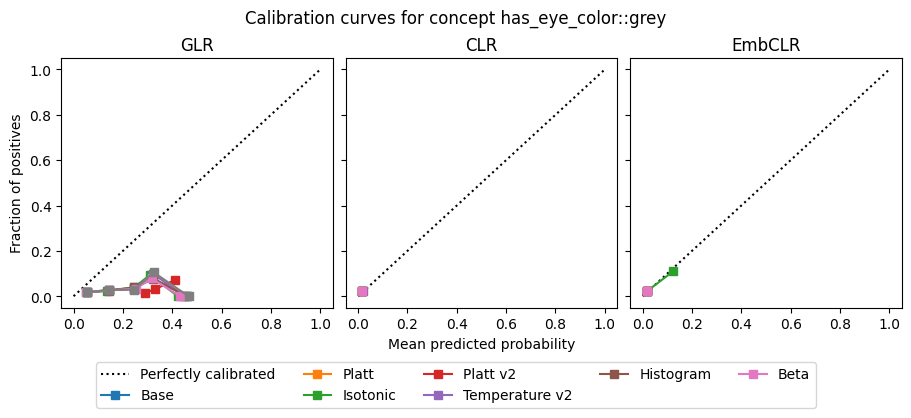 Calibration curves for concept has_eye_color::grey
GLR CLR EmbCLR
Fraction of positives
1.0
0.8
0.6
0.4
0.2
0.0
0.0 0.2 0.4 0.6 0.8 1.0 0.0 0.2 0.4 0.6 0.8 1.0 0.0 0.2 0.4 0.6 0.8 1.0
Mean predicted probability
Perfectly calibrated Platt Platt v2 Histogram Beta
Base Isotonic Temperature v2